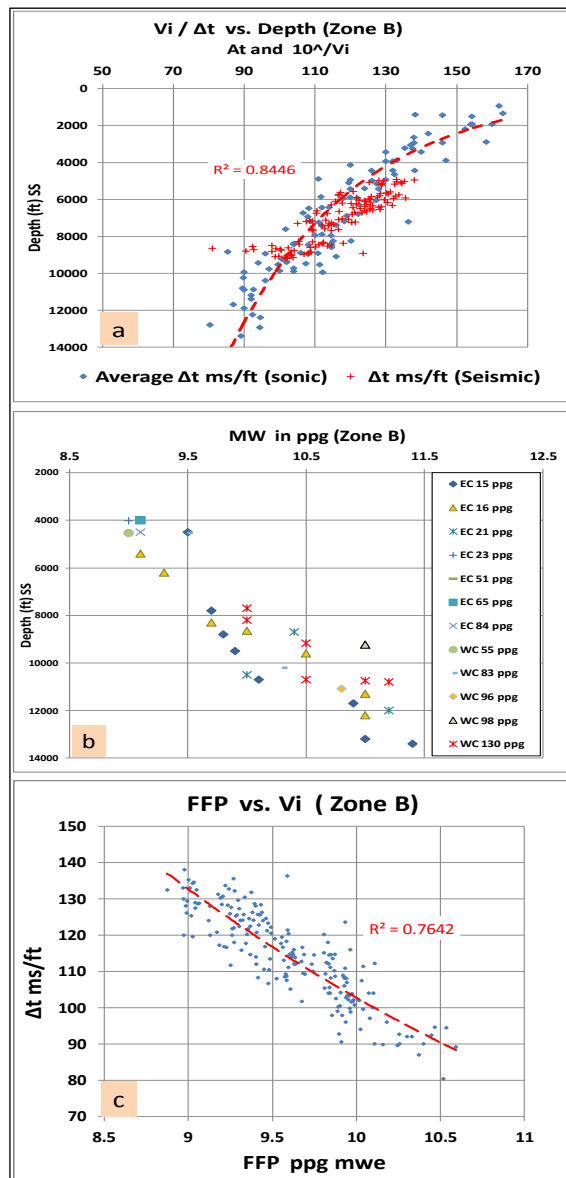 Vi / Δt vs. Depth (Zone B)
At and 10^/Vi
50 70 90 110 130 150 170
0
2000
4000
6000
8000
10000
12000
14000
Depth (ft) SS
R² = 0.8446
a
Average Δt ms/ft (sonic) Δt ms/ft (Seismic)
MW in ppg (Zone B)
8.5 9.5 10.5 11.5 12.5
2000
4000
6000
8000
10000
12000
14000
Depth (ft) SS
EC 15 ppg
EC 16 ppg
EC 21 ppg
EC 23 ppg
EC 51 ppg
EC 65 ppg
EC 84 ppg
WC 55 ppg
WC 83 ppg
WC 96 ppg
WC 98 ppg
WC 130 ppg
b
FFP vs. Vi ( Zone B)
150
140
130
120
110
100
90
80
70
Δt ms/ft
R² = 0.7642
c
8.5 9 9.5 10 10.5 11
FFP ppg mwe